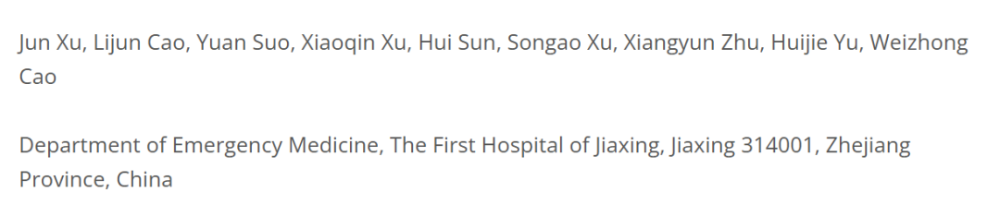 Jun Xu, Lijun Cao, Yuan Suo, Xiaoqin Xu, Hui Sun, Songao Xu, Xiangyun Zhu, Huijie Yu, Weizhong
Cao
Department of Emergency Medicine, The First Hospital of Jiaxing, Jiaxing 314001, Zhejiang
Province, China